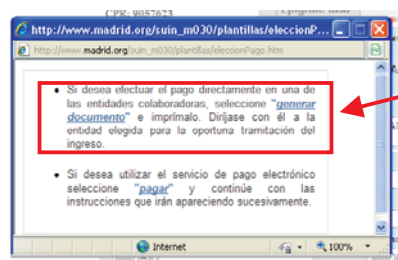 CPR: 9057623
http://www.madrid.org/suin_m030/plantillas/eleccionP...
http://www.madrid.org/suin_m030/plantillas/eleccionPago.htm
• Si desea efectuar el pago directamente en una de
las entidades colaboradoras, seleccione "generar
documento" e imprímalo. Diríjase con él a la
entidad elegida para la oportuna tramitación del
ingreso.
• Si desea utilizar el servicio de pago electrónico
seleccione "pagar" y continúe con las
instrucciones que irán apareciendo sucesivamente.
Internet
100%